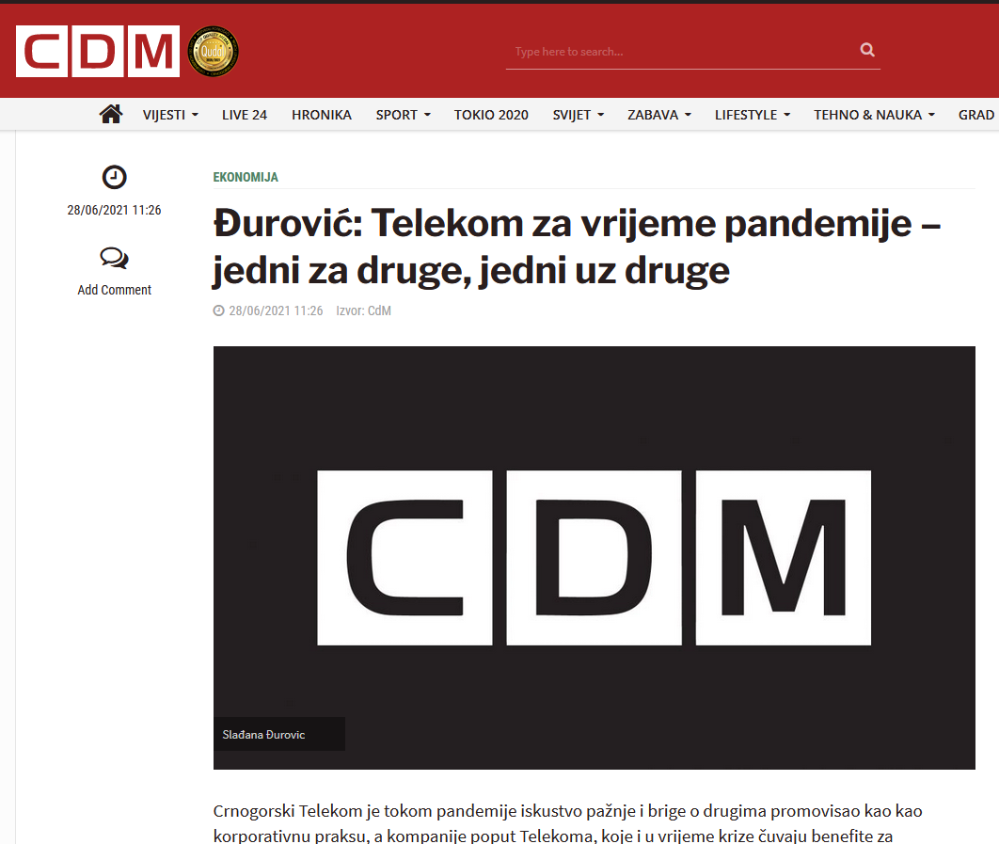 CDM
Qudal
Type here to search...
VIJESTI LIVE 24 HRONIKA SPORT TOKIO 2020 SVIJET ZABAVA LIFESTYLE TEHNO & NAUKA GRAD
28/06/2021 11:26
Add Comment
EKONOMIJA
Đurović: Telekom za vrijeme pandemije –
jedni za druge, jedni uz druge
28/06/2021 11:26 Izvor: CdM
CDM
Slađana Đurovic
Crnogorski Telekom je tokom pandemije iskustvo pažnje i brige o drugima promovisao kao kao
korporativnu praksu, a kompanije poput Telekoma, koje i u vrijeme krize čuvaju benefite za